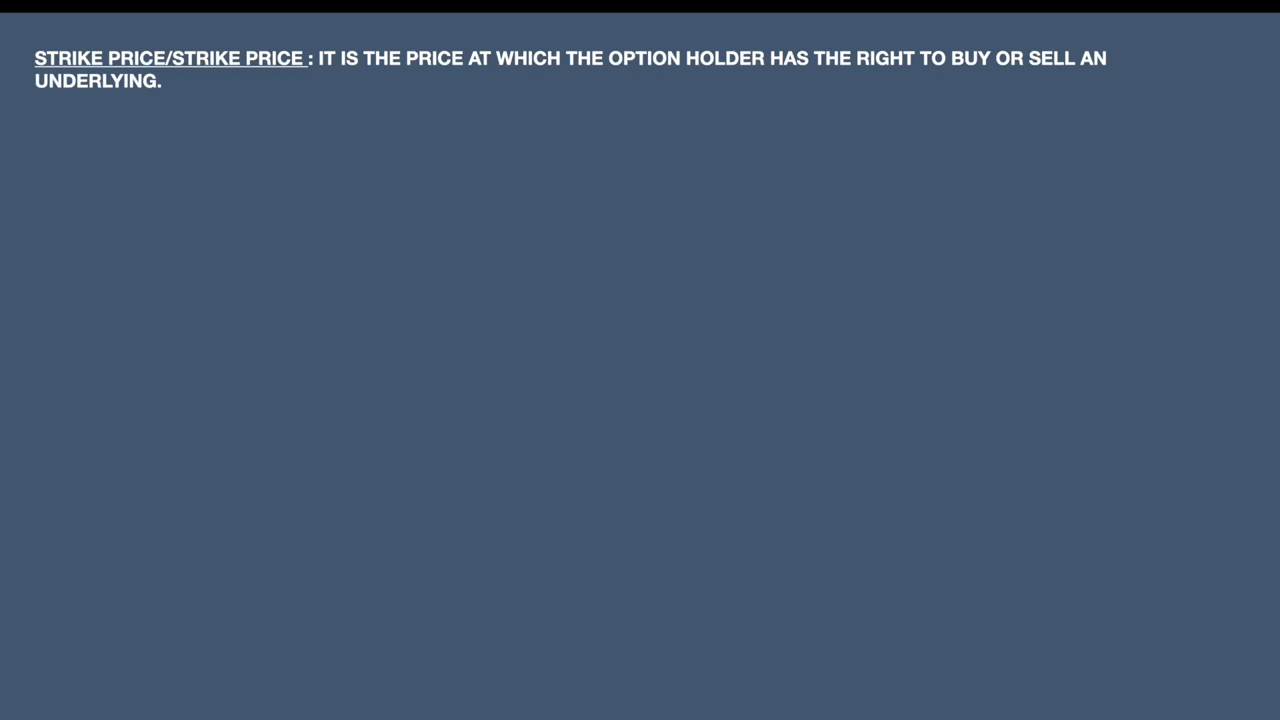 STRIKE PRICE/STRIKE PRICE : IT IS THE PRICE AT WHICH THE OPTION HOLDER HAS THE RIGHT TO BUY OR SELL AN
UNDERLYING.